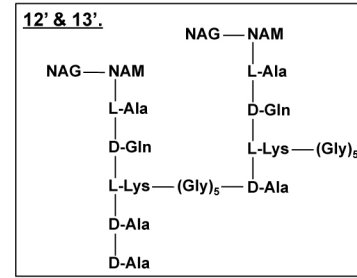 12’ & 13’.
NAG — NAM
NAG — NAM
L-Ala
L-Ala
D-Gln
D-Gln
L-Lys — (Gly)5
L-Lys — (Gly)5 — D-Ala
D-Ala
D-Ala